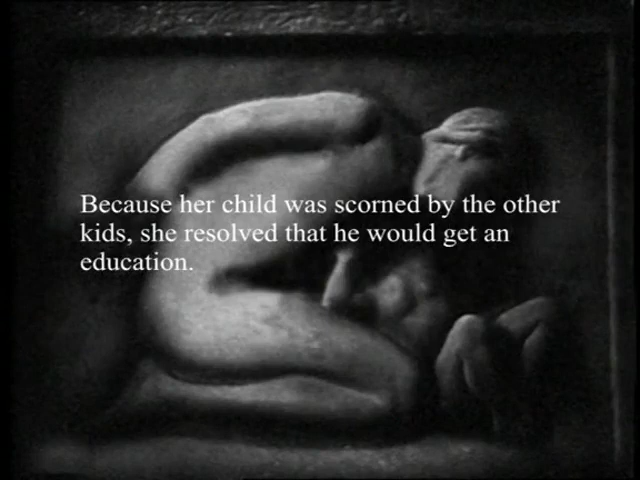 Because her child was scorned by the other
kids, she resolved that he would get an
education.